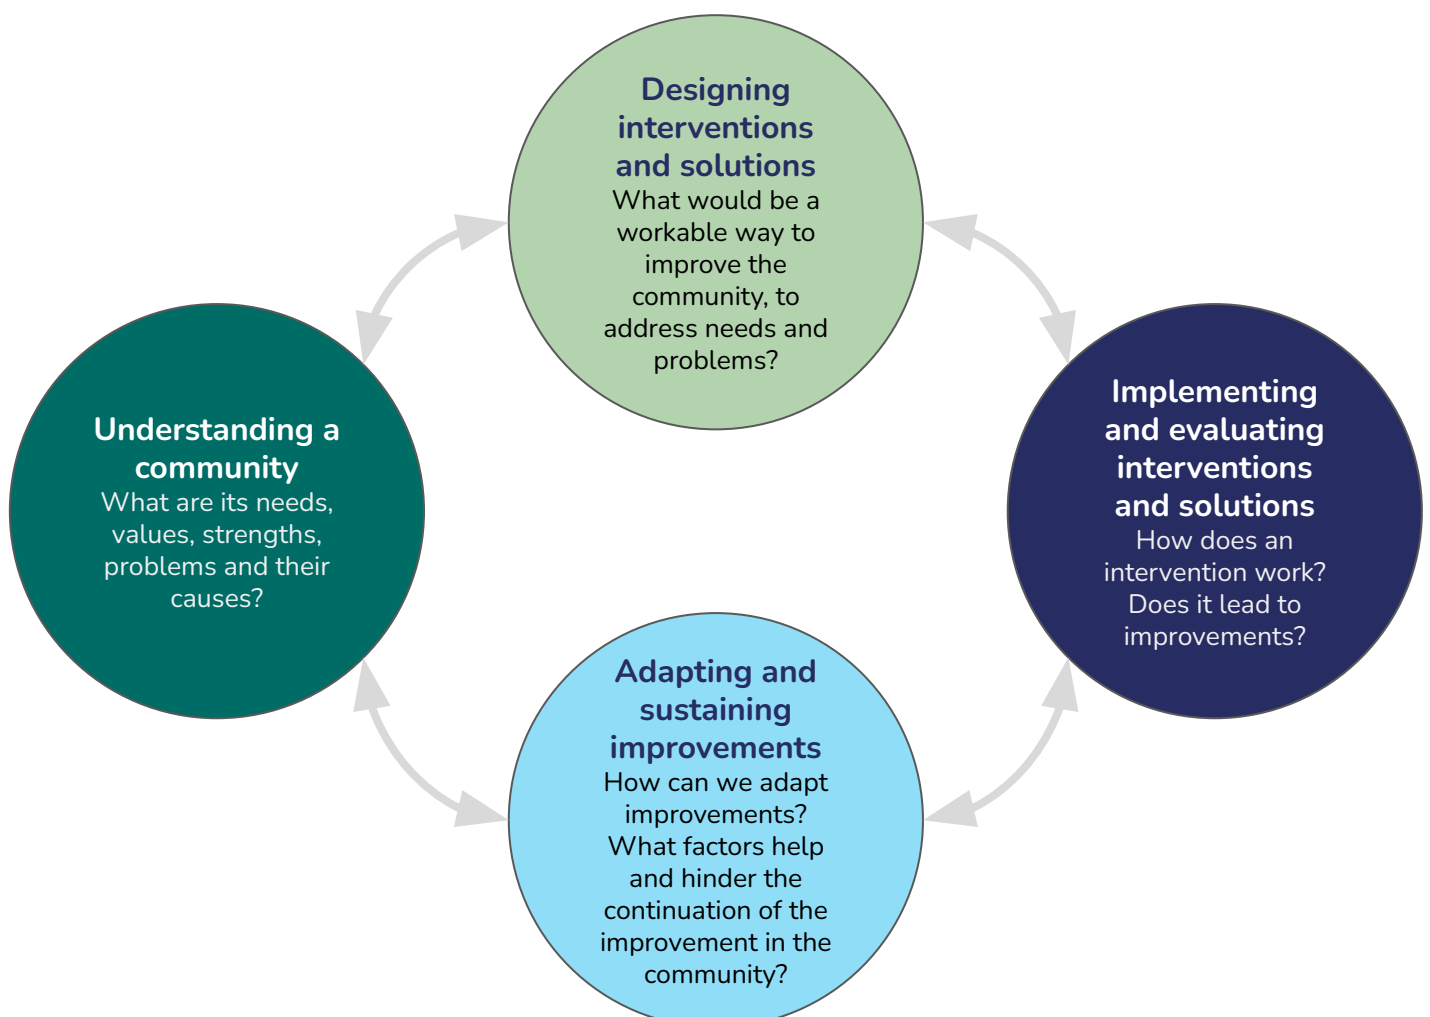 Designing
interventions
and solutions
What would be a
workable way to
improve the
community, to
address needs and
problems?
Understanding a
community
What are its needs,
values, strengths,
problems and their
causes?
Implementing
and evaluating
interventions
and solutions
How does an
intervention work?
Does it lead to
improvements?
Adapting and
sustaining
improvements
How can we adapt
improvements?
What factors help
and hinder the
continuation of the
improvement in the
community?